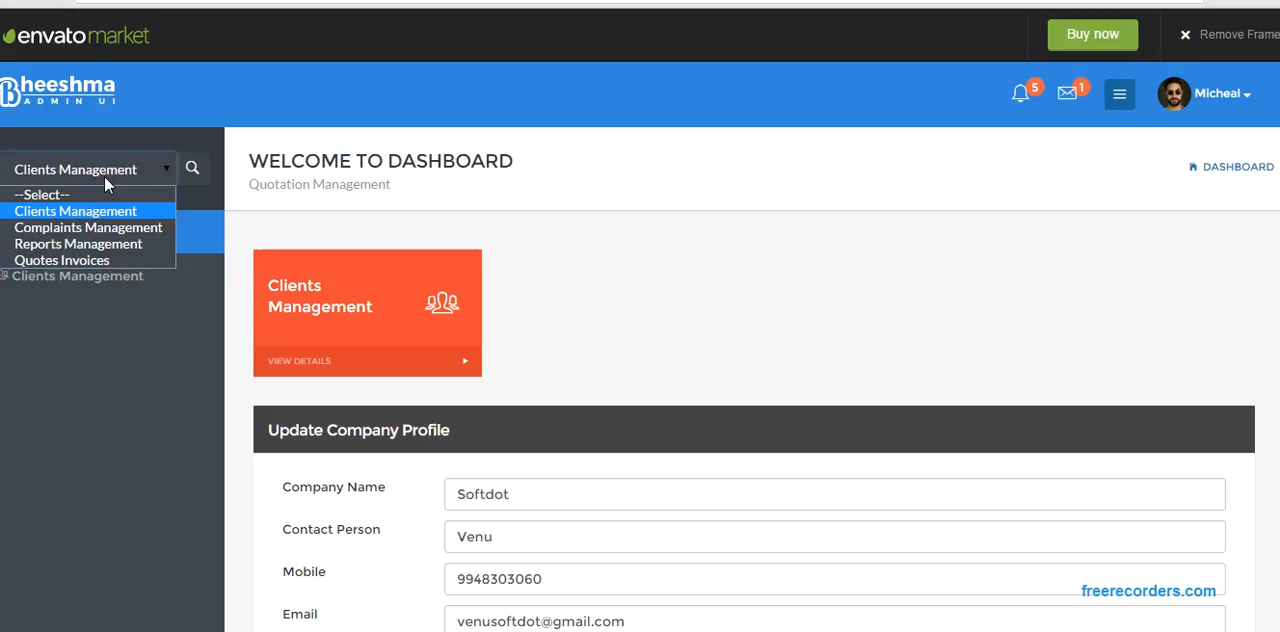 envato market
Buy now
Remove Frame
Bheeshma
ADMIN UI
5
1
Micheal
Clients Management
--Select--
Clients Management
Complaints Management
Reports Management
Quotes Invoices
Clients Management
WELCOME TO DASHBOARD
Quotation Management
DASHBOARD
Clients
Management
VIEW DETAILS
Update Company Profile
Company Name
Softdot
Contact Person
Venu
Mobile
9948303060
freerecorders.com
Email
venusoftdot@gmail.com